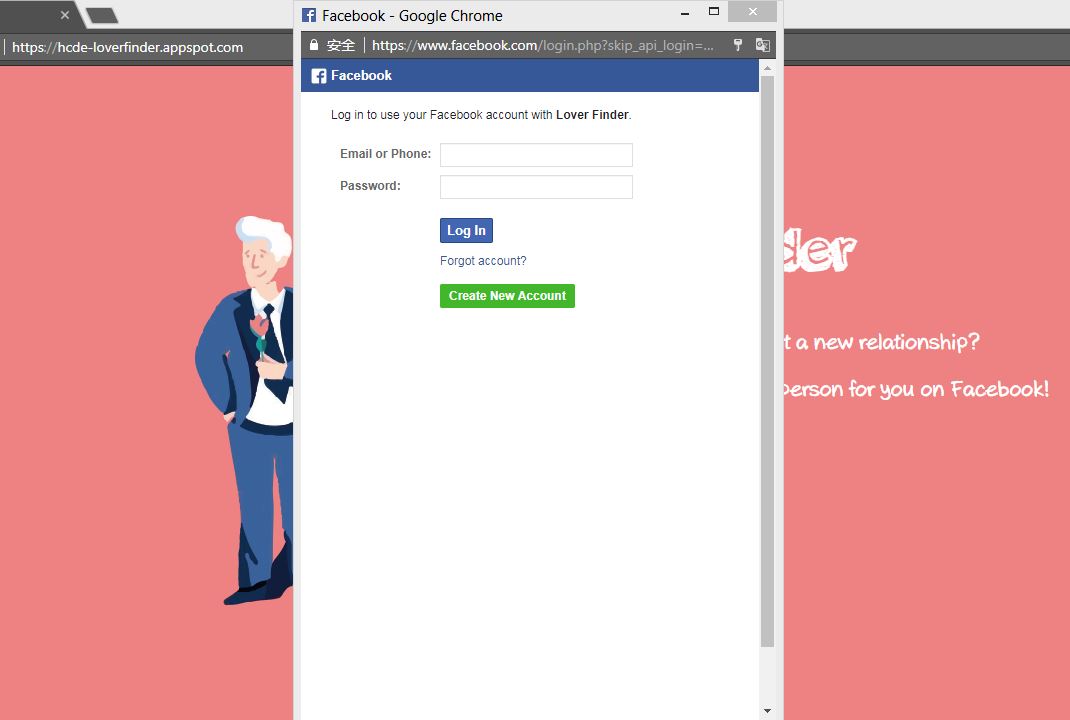 Facebook - Google Chrome
https://hcde-loverfinder.appspot.com
安全
https://www.facebook.com/login.php?skip_api_login=...
Facebook
Log in to use your Facebook account with Lover Finder.
Email or Phone:
Password:
Log In
Forgot account?
Create New Account
der
t a new relationship?
person for you on Facebook!